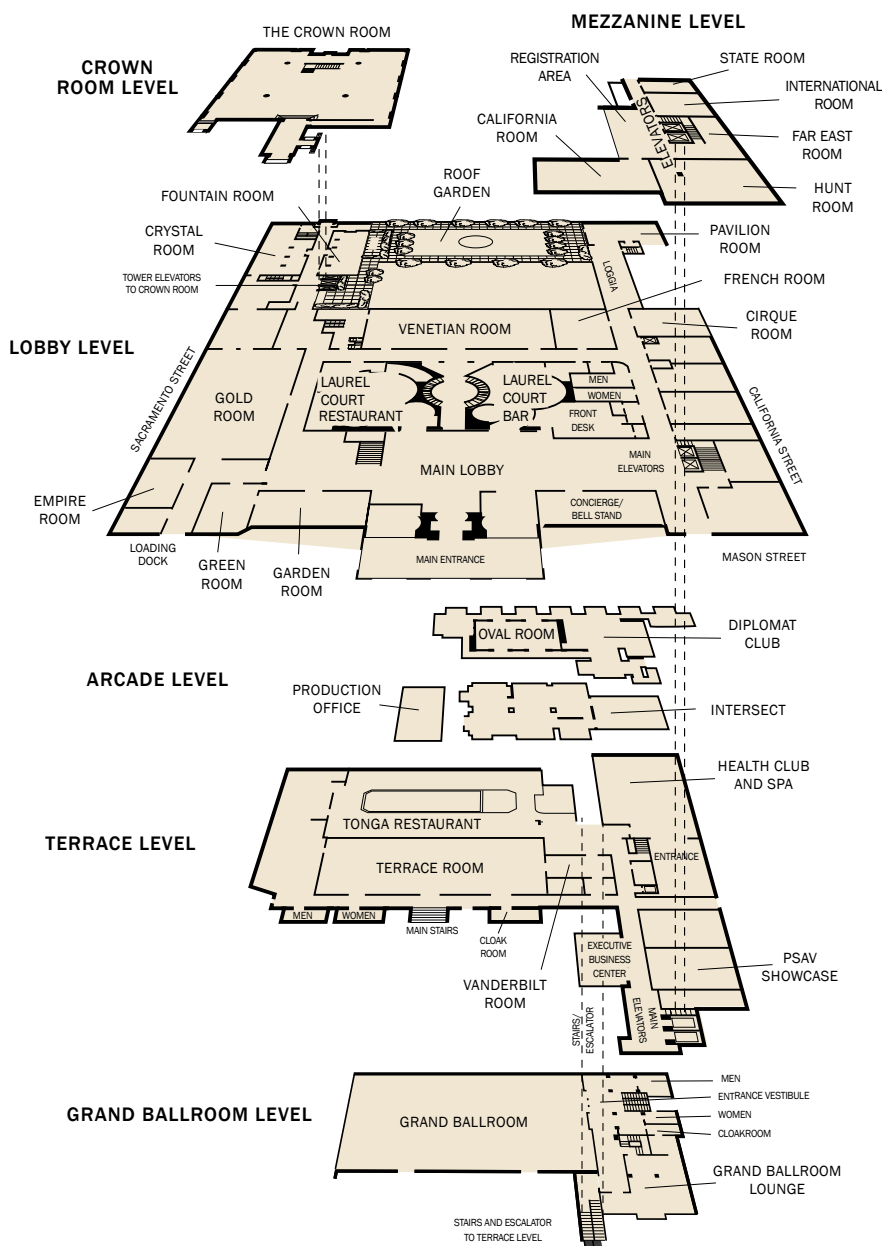 MEZZANINE LEVEL
THE CROWN ROOM
CROWN
ROOM LEVEL
REGISTRATION
AREA
STATE ROOM
INTERNATIONAL
ROOM
CALIFORNIA
ROOM
ELEVATORS
FAR EAST
ROOM
HUNT
ROOM
FOUNTAIN ROOM
ROOF
GARDEN
CRYSTAL
ROOM
PAVILION
ROOM
TOWER ELEVATORS
TO CROWN ROOM
LOGGIA
FRENCH ROOM
VENETIAN ROOM
CIRQUE
ROOM
LOBBY LEVEL
SACRAMENTO STREET
GOLD
ROOM
LAUREL
COURT
RESTAURANT
LAUREL
COURT
BAR
MEN
WOMEN
FRONT
DESK
CALIFORNIA STREET
MAIN LOBBY
MAIN
ELEVATORS
EMPIRE
ROOM
CONCIERGE/
BELL STAND
LOADING
DOCK
GREEN
ROOM
GARDEN
ROOM
MAIN ENTRANCE
MASON STREET
OVAL ROOM
DIPLOMAT
CLUB
ARCADE LEVEL
PRODUCTION
OFFICE
INTERSECT
HEALTH CLUB
AND SPA
TONGA RESTAURANT
TERRACE LEVEL
TERRACE ROOM
ENTRANCE
MEN
WOMEN
MAIN STAIRS
CLOAK
ROOM
EXECUTIVE
BUSINESS
CENTER
PSAV
SHOWCASE
VANDERBILT
ROOM
MAIN
ELEVATORS
STAIRS/
ESCALATOR
MEN
ENTRANCE VESTIBULE
GRAND BALLROOM LEVEL
GRAND BALLROOM
WOMEN
CLOAKROOM
GRAND BALLROOM
LOUNGE
STAIRS AND ESCALATOR
TO TERRACE LEVEL